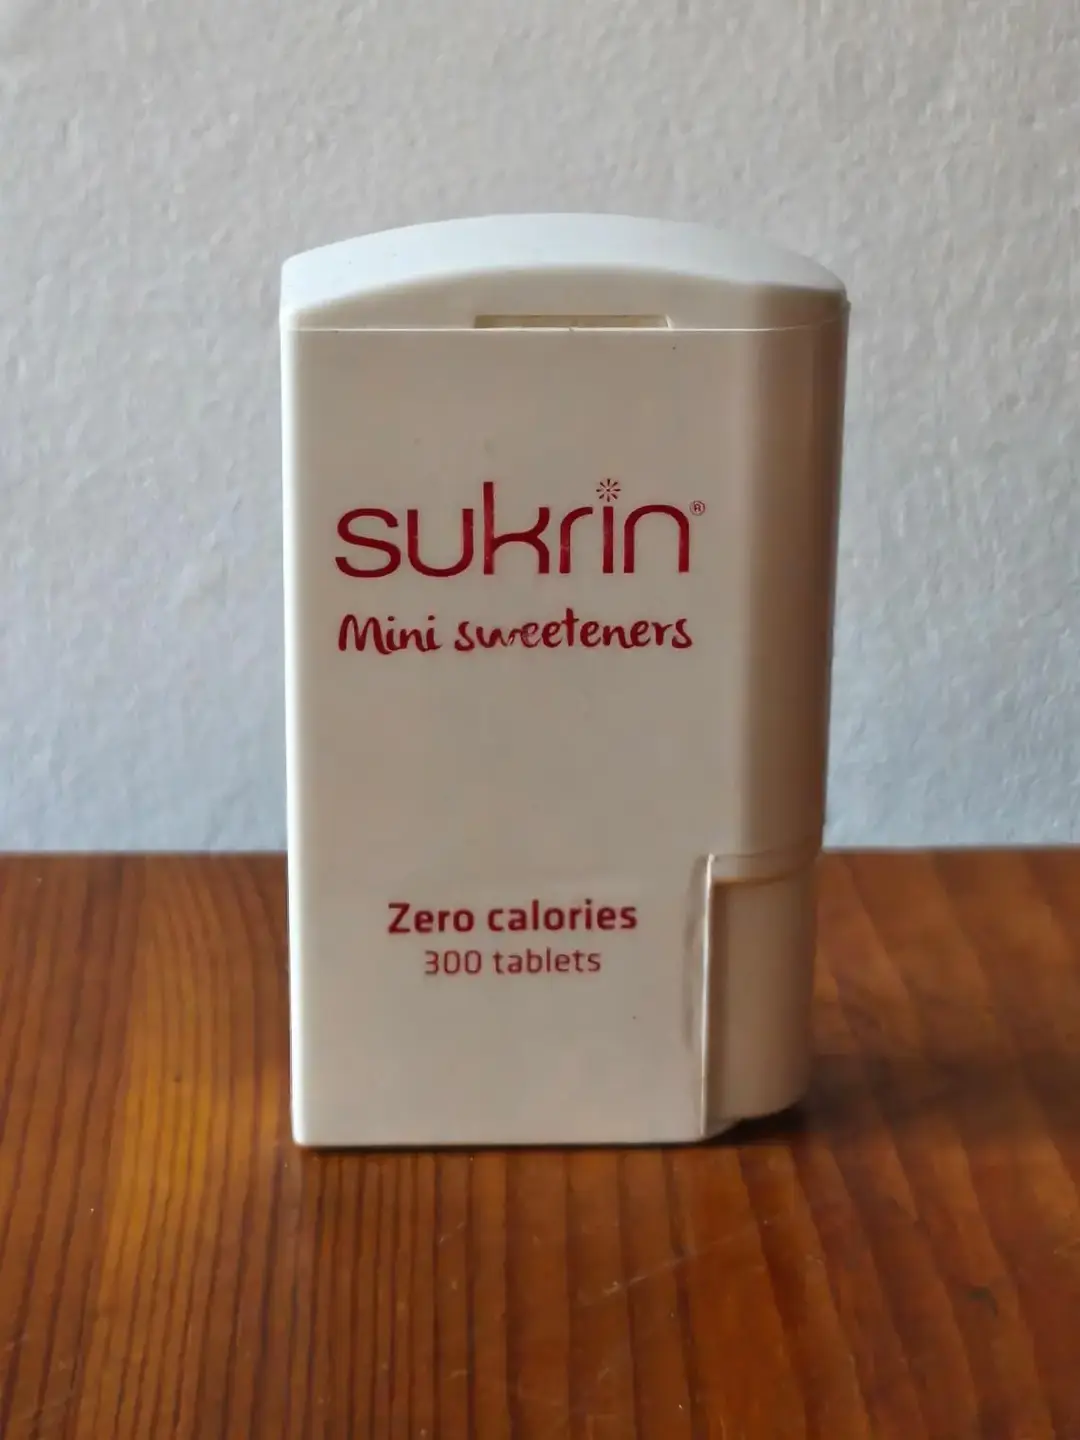 sukrin®
Mini sweeteners
Zero calories
300 tablets